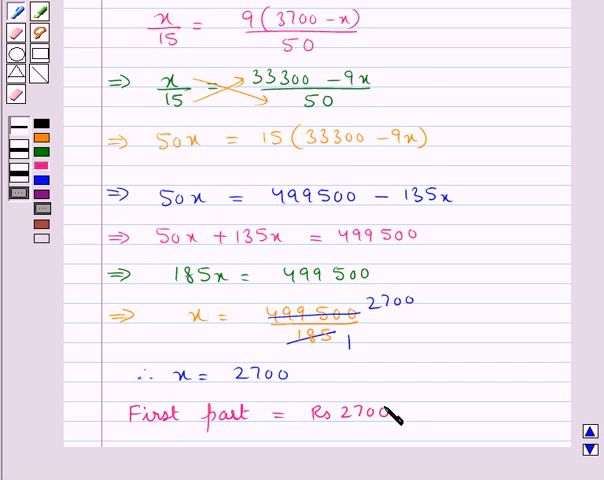 x/15 = 9(3700 - x)/50
⇒ x/15 = 33300 - 9x/50
⇒ 50x = 15(33300 - 9x)
⇒ 50x = 499500 - 135x
⇒ 50x + 135x = 499500
⇒ 185x = 499500
⇒ x = 499500/185 2700 1
∴ x = 2700
First part = Rs 2700